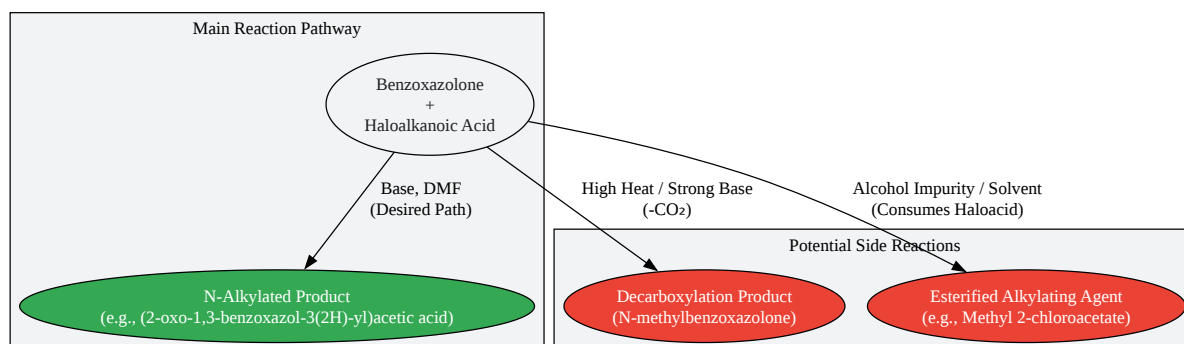 Main Reaction Pathway
Benzoxazolone
+
Haloalkanoic Acid
Base, DMF
(Desired Path)
High Heat / Strong Base
(-CO₂)
Alcohol Impurity / Solvent
(Consumes Haloacid)
Potential Side Reactions
N-Alkylated Product
(e.g., (2-oxo-1,3-benzoxazol-3(2H)-yl)acetic acid)
Decarboxylation Product
(N-methylbenzoxazolone)
Esterified Alkylating Agent
(e.g., Methyl 2-chloroacetate)